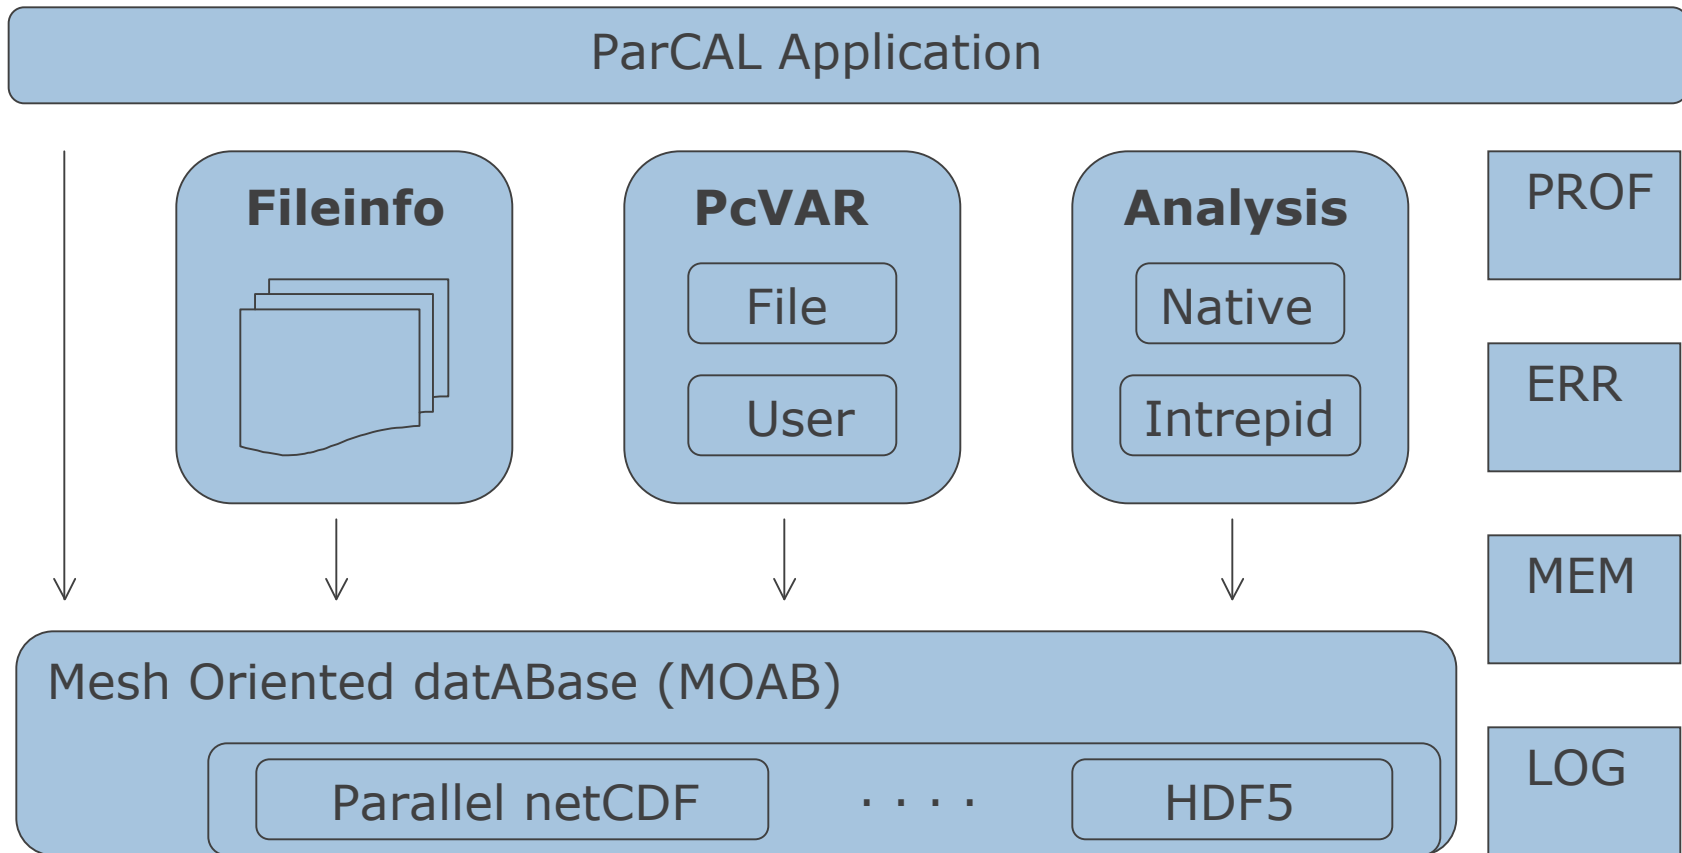 ParCAL Application
Fileinfo
PcVAR
File
User
Analysis
Native
Intrepid
PROF
ERR
MEM
LOG
Mesh Oriented datABase (MOAB)
Parallel netCDF
. . . .
HDF5